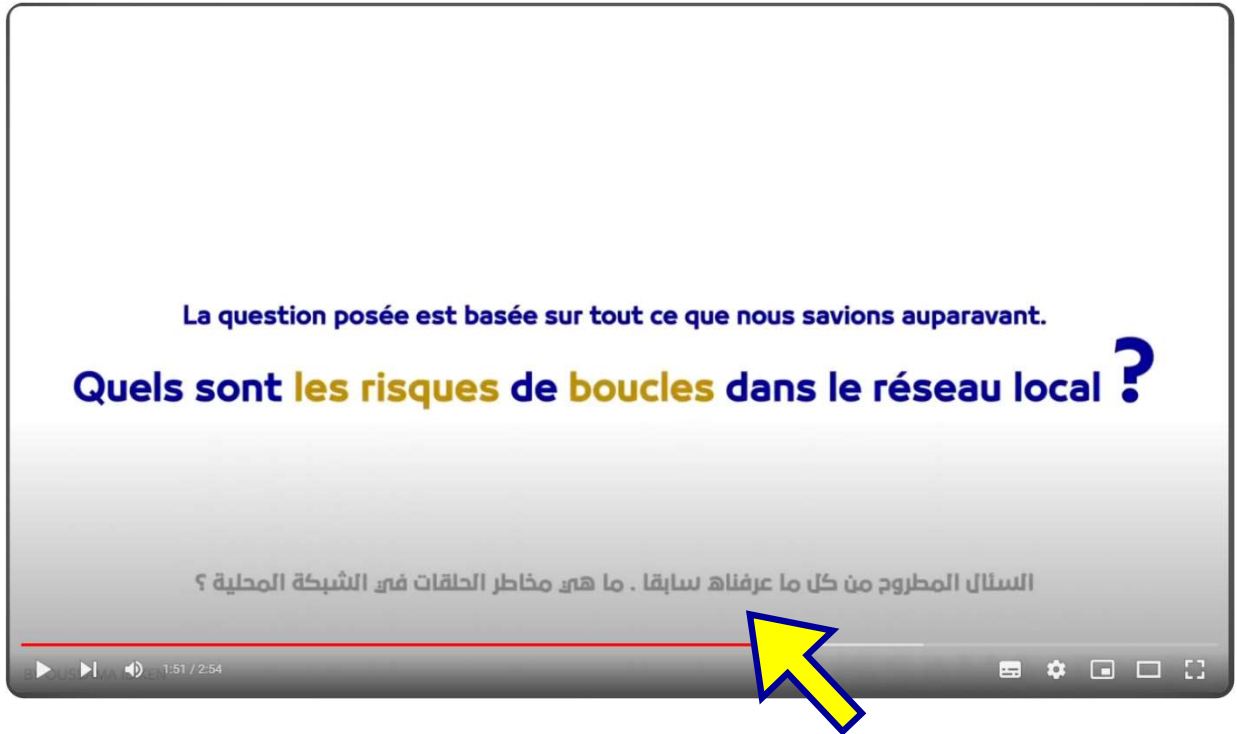 La question posée est basée sur tout ce que nous savions auparavant.
Quels sont les risques de boucles dans le réseau local ?
السئال المطروح من كل ما عرفناه سابقا . ما هي مخاطر الحلقات في الشبكة المحلية ؟
1:51 / 2:54